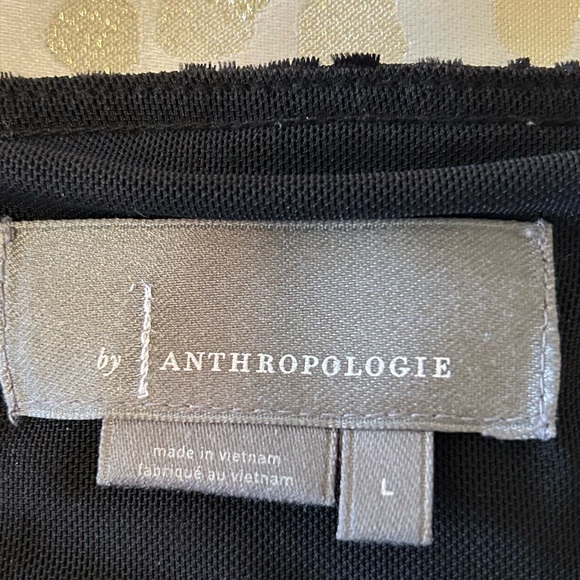 by ANTHROPOLOGIE
made in vietnam
fabriqué au vietnam
L